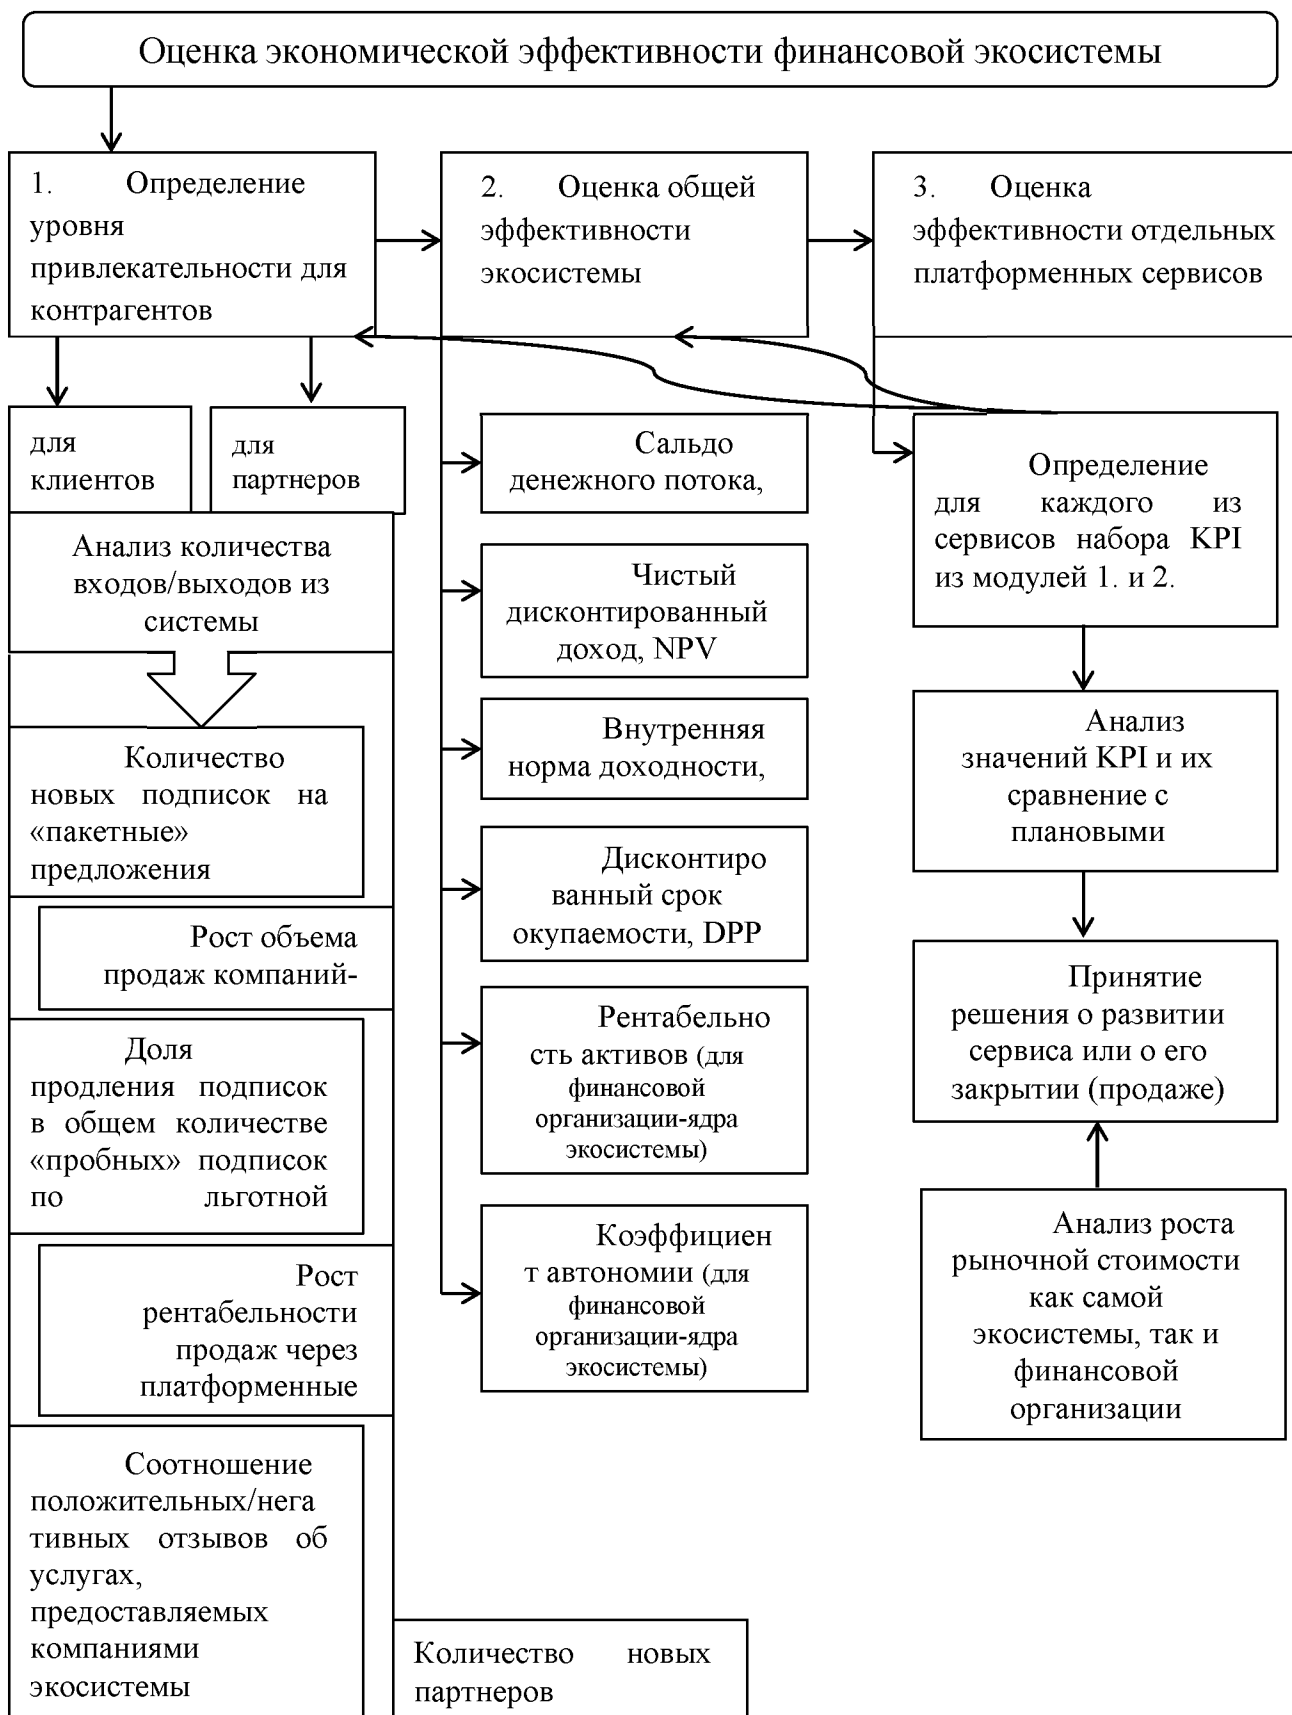 Оценка экономической эффективности финансовой экосистемы
1. Определение
уровня
привлекательности для
контрагентов
2. Оценка общей
эффективности
экосистемы
3. Оценка
эффективности отдельных
платформенных сервисов
для
клиентов
для
партнеров
Анализ количества
входов/выходов из
системы
Количество
новых подписок на
«пакетные»
предложения
Рост объема
продаж компаний-
Доля
продления подписок
в общем количестве
«пробных» подписок
по льготной
Рост
рентабельности
продаж через
платформенные
Соотношение
положительных/нега
тивных отзывов об
услугах,
предоставляемых
компаниями
экосистемы
Количество новых
партнеров
Сальдо
денежного потока,
Чистый
дисконтированный
доход, NPV
Внутренняя
норма доходности,
Дисконтиро
ванный срок
окупаемости, DPP
Рентабельно
сть активов (для
финансовой
организации-ядра
экосистемы)
Коэффициен
т автономии (для
финансовой
организации-ядра
экосистемы)
Определение
для каждого из
сервисов набора KPI
из модулей 1. и 2.
Анализ
значений KPI и их
сравнение с
плановыми
Принятие
решения о развитии
сервиса или о его
закрытии (продаже)
Анализ роста
рыночной стоимости
как самой
экосистемы, так и
финансовой
организации